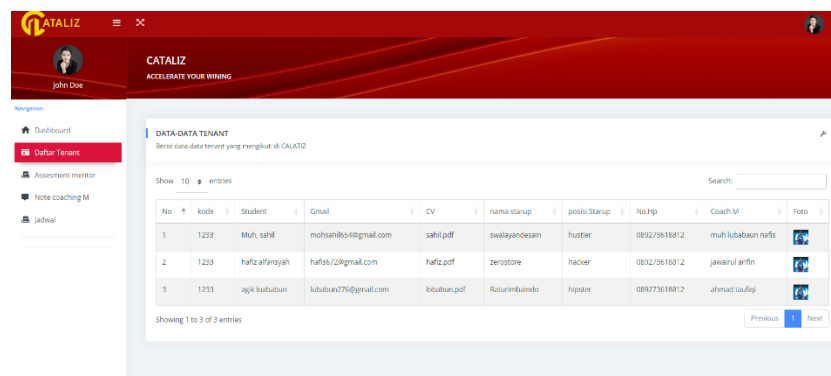 CATALIZ
John Doe
Navigation
Dashboard
Daftar Tenant
Assesment mentor
Note coaching M
Jadwal
CATALIZ
ACCELERATE YOUR WINING
DATA-DATA TENANT
Berisi data-data tenant yang mengikuti di CALATIZ
Show 10 entries
Search:
No kode Student Gmail CV nama starup posisi Starup No.Hp Coach M Foto
1 1233 Muh, sahil mohsahil654@gmail.com sahil.pdf swalayandesain hustler 089273618812 muh lubabaun nafis
2 1233 hafiz alfansyah hafis672@gmail.com hafiz.pdf zerostore hacker 089273618812 jawairul arifin
3 1233 agik luababun lubabun276@gmail.com lobabun.pdf Raturimbaindo hipster 089273618812 ahmad taufiqi
Showing 1 to 3 of 3 entries
Previous 1 Next